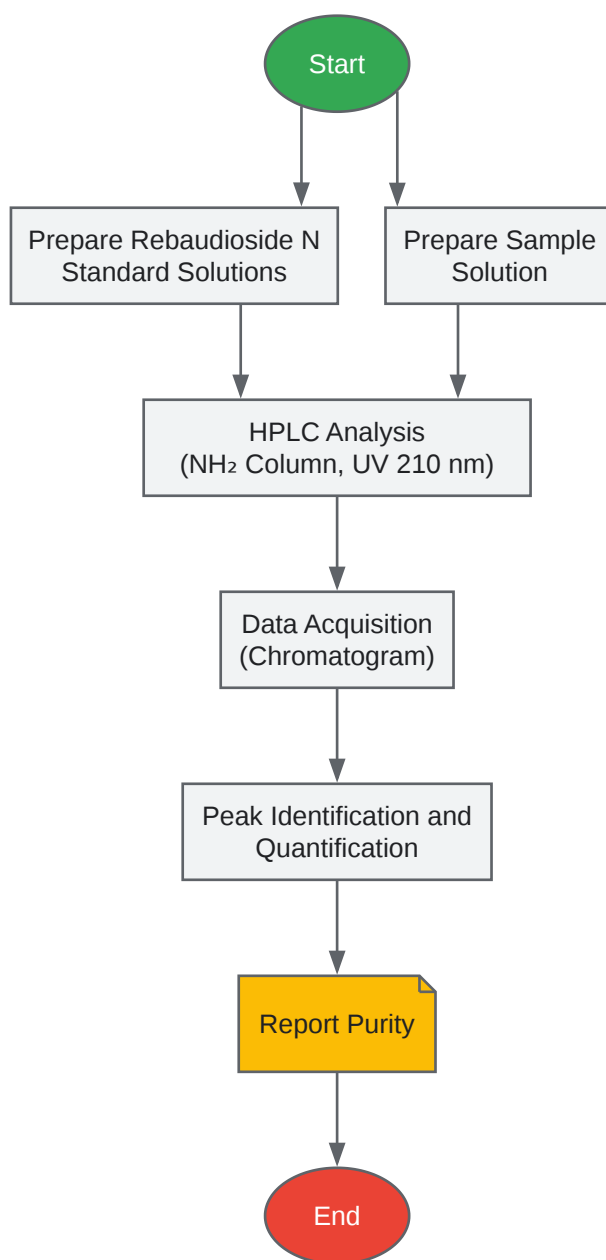 Start
Prepare Rebaudioside N
Standard Solutions
Prepare Sample
Solution
HPLC Analysis
(NH₂ Column, UV 210 nm)
Data Acquisition
(Chromatogram)
Peak Identification and
Quantification
Report Purity
End